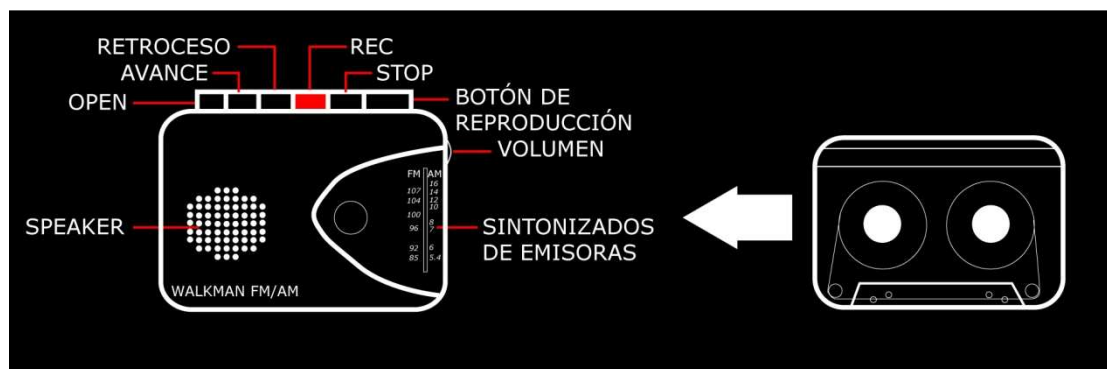 RETROCESO
REC
AVANCE
STOP
OPEN
BOTÓN DE
REPRODUCCIÓN
VOLUMEN
FM AM
16
107 14
104 12
10
100
8
96 7
92 6
85 5.4
SPEAKER
SINTONIZADOS
DE EMISORAS
WALKMAN FM/AM